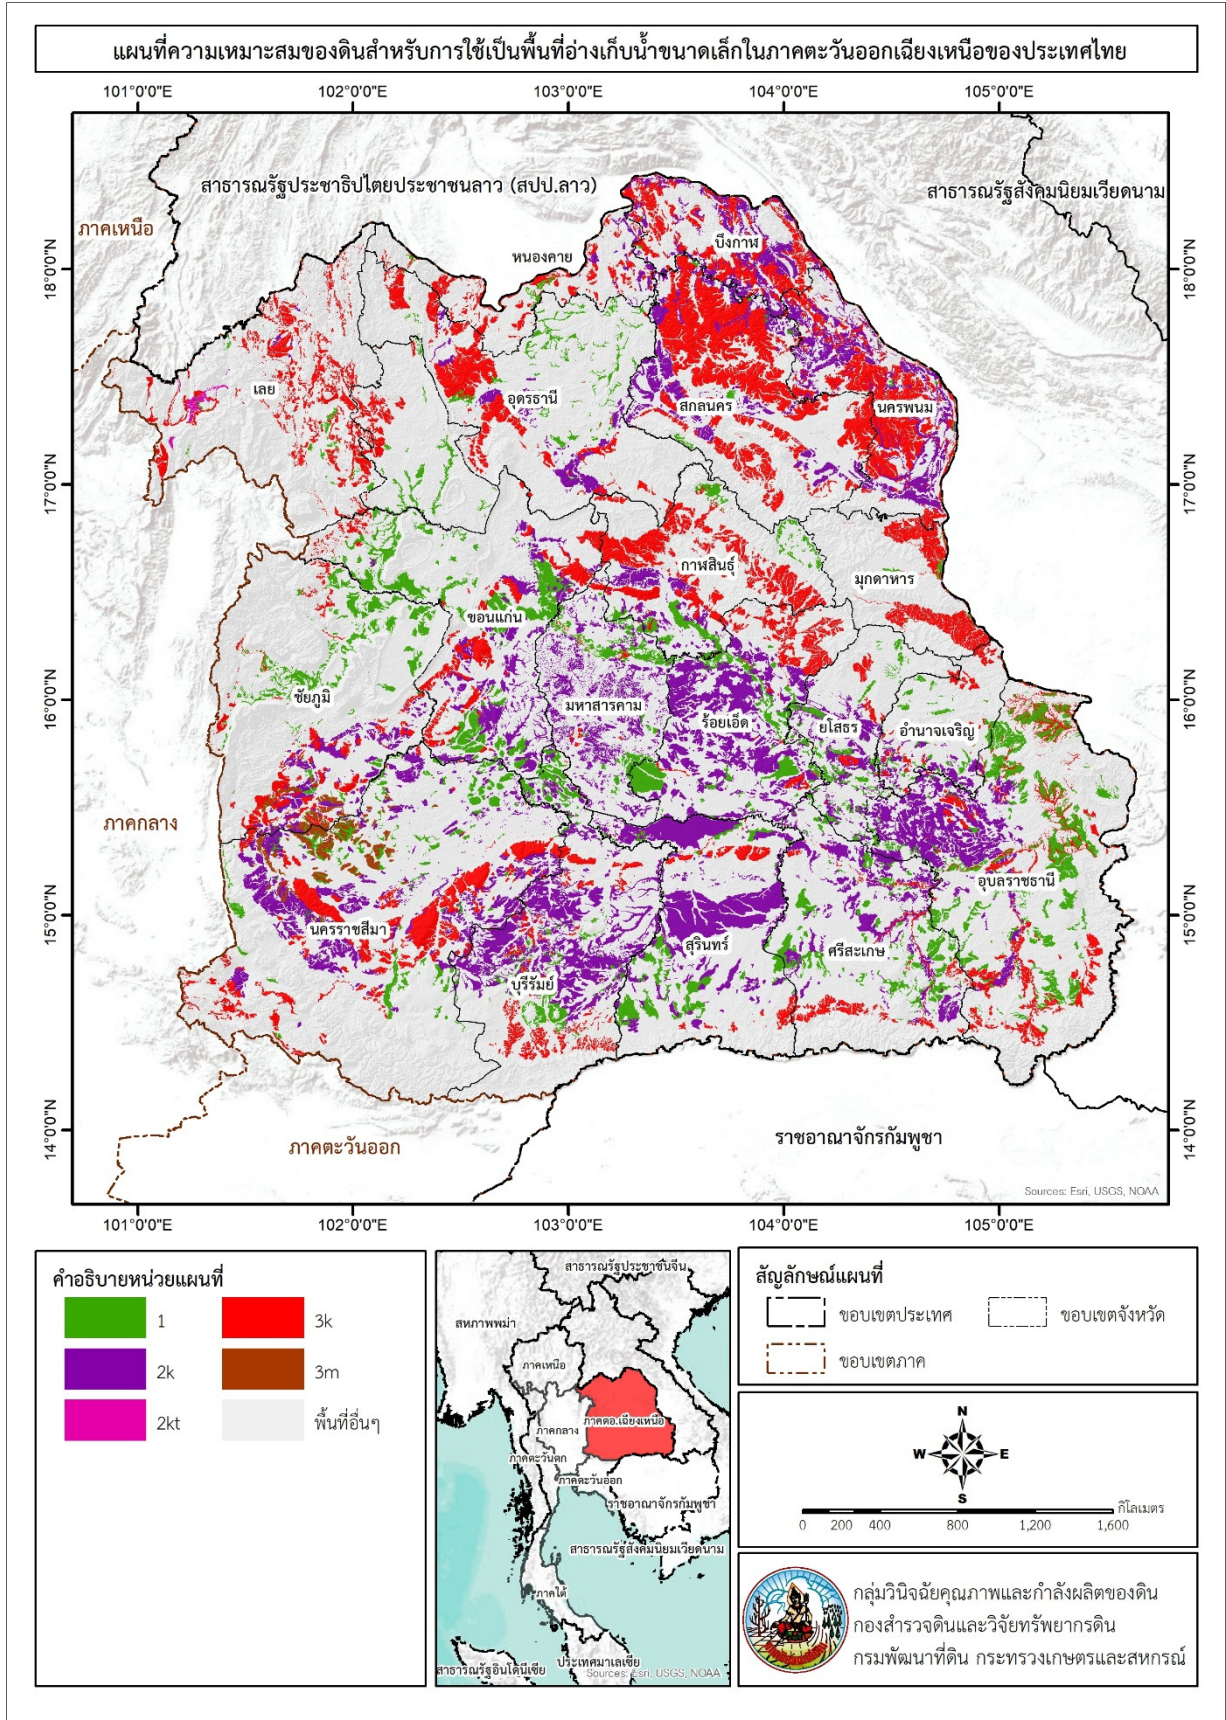 แผนที่ความเหมาะสมของดินสำหรับการใช้เป็นพื้นที่อ่างเก็บน้ำขนาดเล็กในภาคตะวันออกเฉียงเหนือของประเทศไทย
101°0'0"E 102°0'0"E 103°0'0"E 104°0'0"E 105°0'0"E
สาธารณรัฐประชาธิปไตยประชาชนลาว (สปป.ลาว)
สาธารณรัฐสังคมนิยมเวียดนาม
ภาคเหนือ
บึงกาฬ
หนองคาย
18°0'0"N 18°0'0"N
เลย
อุดรธานี
สกลนคร
นครพนม
17°0'0"N 17°0'0"N
กาฬสินธุ์
มุกดาหาร
ขอนแก่น
ชัยภูมิ
มหาสารคาม
ร้อยเอ็ด
ยโสธร
อำนาจเจริญ
16°0'0"N 16°0'0"N
ภาคกลาง
อุบลราชธานี
15°0'0"N 15°0'0"N
นครราชสีมา
สุรินทร์
ศรีสะเกษ
บุรีรัมย์
14°0'0"N 14°0'0"N
ภาคตะวันออก
ราชอาณาจักรกัมพูชา
Sources: Esri, USGS, NOAA
101°0'0"E 102°0'0"E 103°0'0"E 104°0'0"E 105°0'0"E
คำอธิบายหน่วยแผนที่
1 3k
2k 3m
2kt พื้นที่อื่นๆ
สาธารณรัฐประชาชนจีน
สหภาพพม่า
ภาคเหนือ
ภาคตอ.เฉียงเหนือ
ภาคกลาง
ภาคตะวันตก
ภาคตะวันออก
ราชอาณาจักรกัมพูชา
สาธารณรัฐสังคมนิยมเวียดนาม
ภาคใต้
ประเทศมาเลเซีย
สาธารณรัฐอินโดนีเซีย
Sources: Esri, USGS, NOAA
สัญลักษณ์แผนที่
ขอบเขตประเทศ ขอบเขตจังหวัด
ขอบเขตภาค
N
W E
S
กิโลเมตร
0 200 400 800 1,200 1,600
กลุ่มวินิจฉัยคุณภาพและกำลังผลิตของดิน
กองสำรวจดินและวิจัยทรัพยากรดิน
กรมพัฒนาที่ดิน กระทรวงเกษตรและสหกรณ์